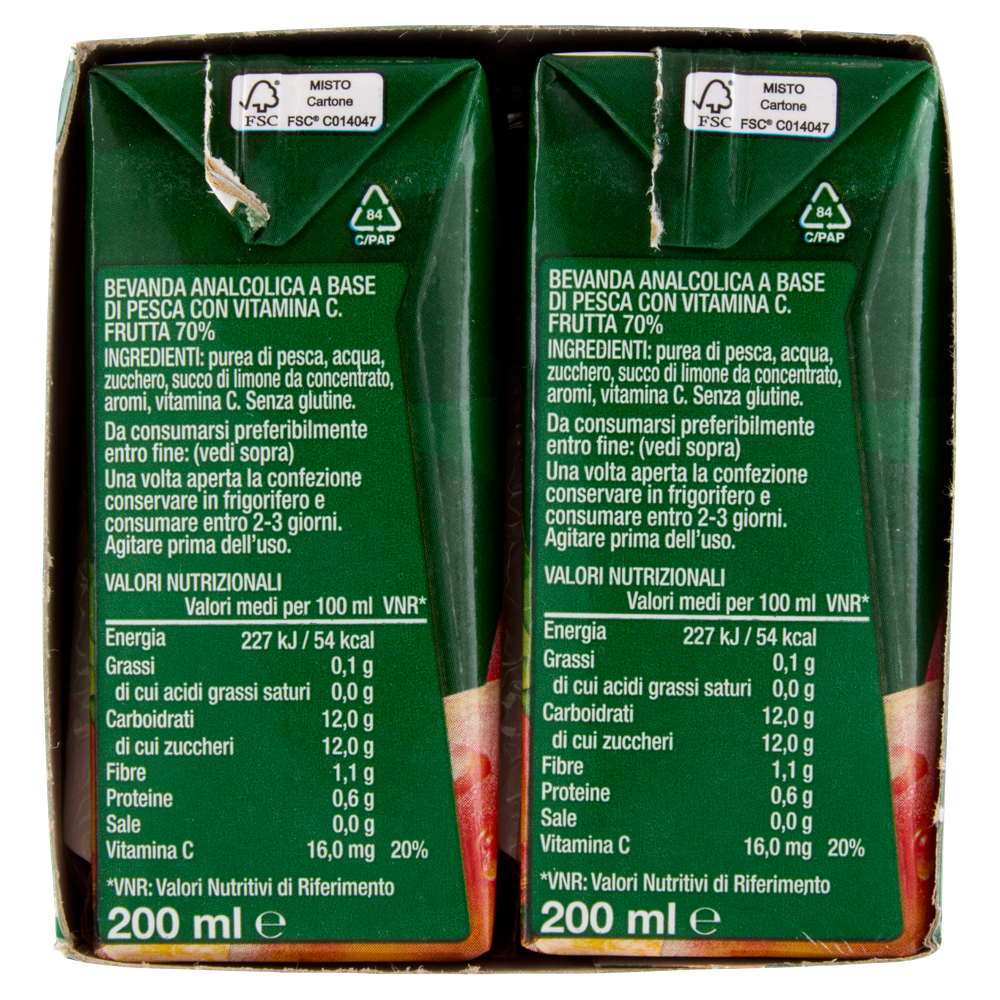 FSC
MISTO
Cartone
FSC® C014047
84
C/PAP
BEVANDA ANALCOLICA A BASE
DI PESCA CON VITAMINA C.
FRUTTA 70%
INGREDIENTI: purea di pesca, acqua,
zucchero, succo di limone da concentrato,
aromi, vitamina C. Senza glutine.
Da consumarsi preferibilmente
entro fine: (vedi sopra)
Una volta aperta la confezione
conservare in frigorifero e
consumare entro 2-3 giorni.
Agitare prima dell'uso.
VALORI NUTRIZIONALI
Valori medi per 100 ml VNR*
Energia 227 kJ / 54 kcal
Grassi 0,1 g
di cui acidi grassi saturi 0,0 g
Carboidrati 12,0 g
di cui zuccheri 12,0 g
Fibre 1,1 g
Proteine 0,6 g
Sale 0,0 g
Vitamina C 16,0 mg 20%
*VNR: Valori Nutritivi di Riferimento
200 ml ℮
FSC
MISTO
Cartone
FSC® C014047
84
C/PAP
BEVANDA ANALCOLICA A BASE
DI PESCA CON VITAMINA C.
FRUTTA 70%
INGREDIENTI: purea di pesca, acqua,
zucchero, succo di limone da concentrato,
aromi, vitamina C. Senza glutine.
Da consumarsi preferibilmente
entro fine: (vedi sopra)
Una volta aperta la confezione
conservare in frigorifero e
consumare entro 2-3 giorni.
Agitare prima dell'uso.
VALORI NUTRIZIONALI
Valori medi per 100 ml VNR*
Energia 227 kJ / 54 kcal
Grassi 0,1 g
di cui acidi grassi saturi 0,0 g
Carboidrati 12,0 g
di cui zuccheri 12,0 g
Fibre 1,1 g
Proteine 0,6 g
Sale 0,0 g
Vitamina C 16,0 mg 20%
*VNR: Valori Nutritivi di Riferimento
200 ml ℮